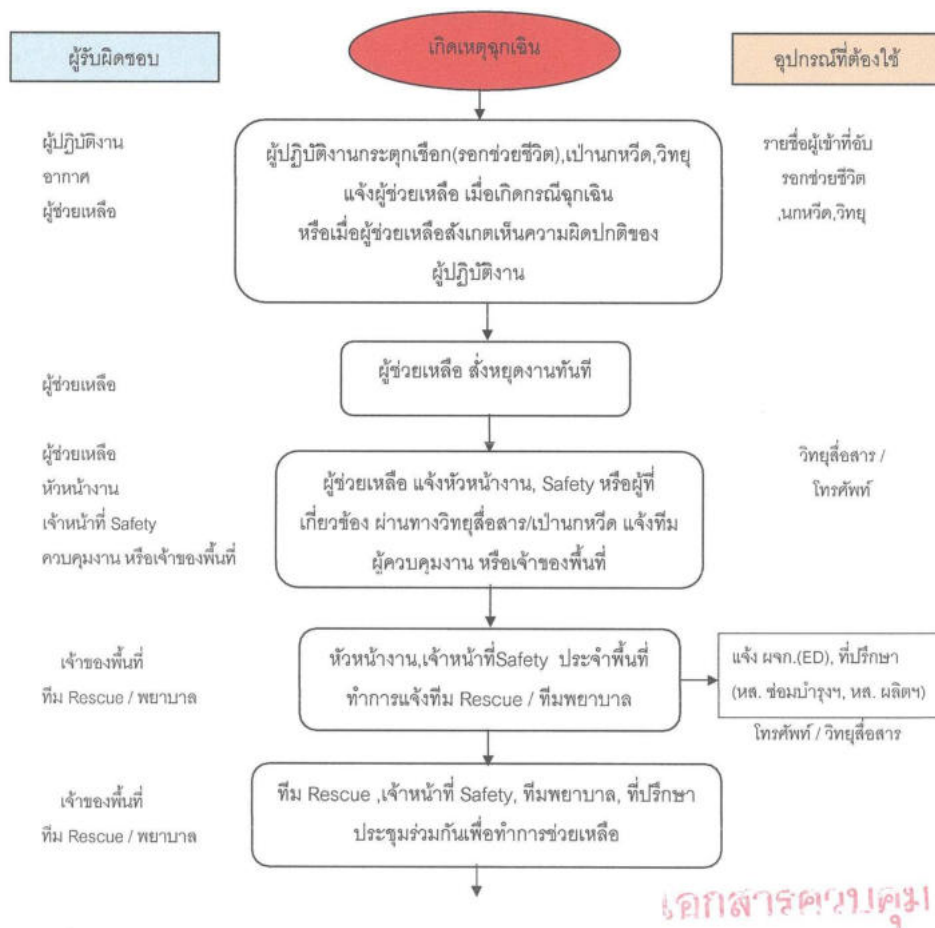 ผู้รับผิดชอบ
เกิดเหตุฉุกเฉิน
อุปกรณ์ที่ต้องใช้
ผู้ปฏิบัติงาน
อากาศ
ผู้ช่วยเหลือ
ผู้ปฏิบัติงานกระตุกเชือก(รอกช่วยชีวิต),เป่านกหวีด,วิทยุ
แจ้งผู้ช่วยเหลือ เมื่อเกิดกรณีฉุกเฉิน
หรือเมื่อผู้ช่วยเหลือสังเกตเห็นความผิดปกติของ
ผู้ปฏิบัติงาน
รายชื่อผู้เข้าที่อับ
รอกช่วยชีวิต
,นกหวีด,วิทยุ
ผู้ช่วยเหลือ
ผู้ช่วยเหลือ สั่งหยุดงานทันที
ผู้ช่วยเหลือ
หัวหน้างาน
เจ้าหน้าที่ Safety
ควบคุมงาน หรือเจ้าของพื้นที่
ผู้ช่วยเหลือ แจ้งหัวหน้างาน, Safety หรือผู้ที่
เกี่ยวข้อง ผ่านทางวิทยุสื่อสาร/เป่านกหวีด แจ้งทีม
ผู้ควบคุมงาน หรือเจ้าของพื้นที่
วิทยุสื่อสาร /
โทรศัพท์
เจ้าของพื้นที่
ทีม Rescue / พยาบาล
หัวหน้างาน,เจ้าหน้าที่Safety ประจำพื้นที่
ทำการแจ้งทีม Rescue / ทีมพยาบาล
แจ้ง ผจก.(ED), ที่ปรึกษา
(หส. ซ่อมบำรุงฯ, หส. ผลิตฯ)
โทรศัพท์ / วิทยุสื่อสาร
เจ้าของพื้นที่
ทีม Rescue / พยาบาล
ทีม Rescue ,เจ้าหน้าที่ Safety, ทีมพยาบาล, ที่ปรึกษา
ประชุมร่วมกันเพื่อทำการช่วยเหลือ
เอกสารควบคุม